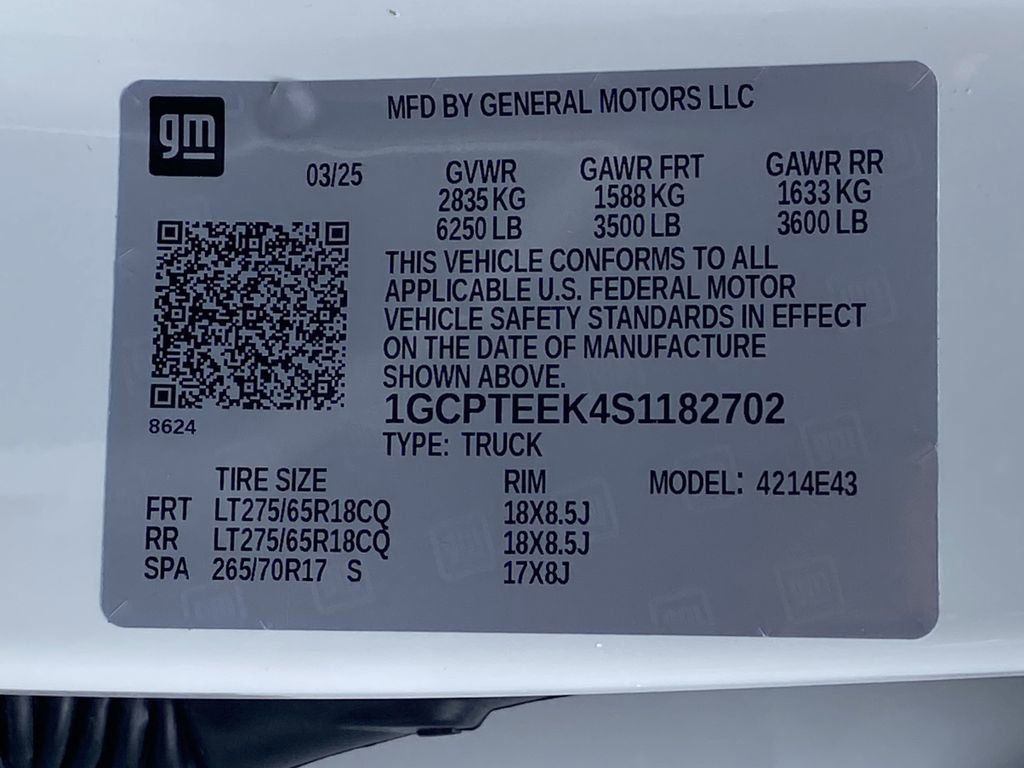 gm
MFD BY GENERAL MOTORS LLC
03/25
GVWR GAWR FRT GAWR RR
2835 KG 1588 KG 1633 KG
6250 LB 3500 LB 3600 LB
THIS VEHICLE CONFORMS TO ALL
APPLICABLE U.S. FEDERAL MOTOR
VEHICLE SAFETY STANDARDS IN EFFECT
ON THE DATE OF MANUFACTURE
SHOWN ABOVE.
8624
1GCPTEEK4S1182702
TYPE: TRUCK
TIRE SIZE RIM MODEL: 4214E43
FRT LT275/65R18CQ 18X8.5J
RR LT275/65R18CQ 18X8.5J
SPA 265/70R17 S 17X8J